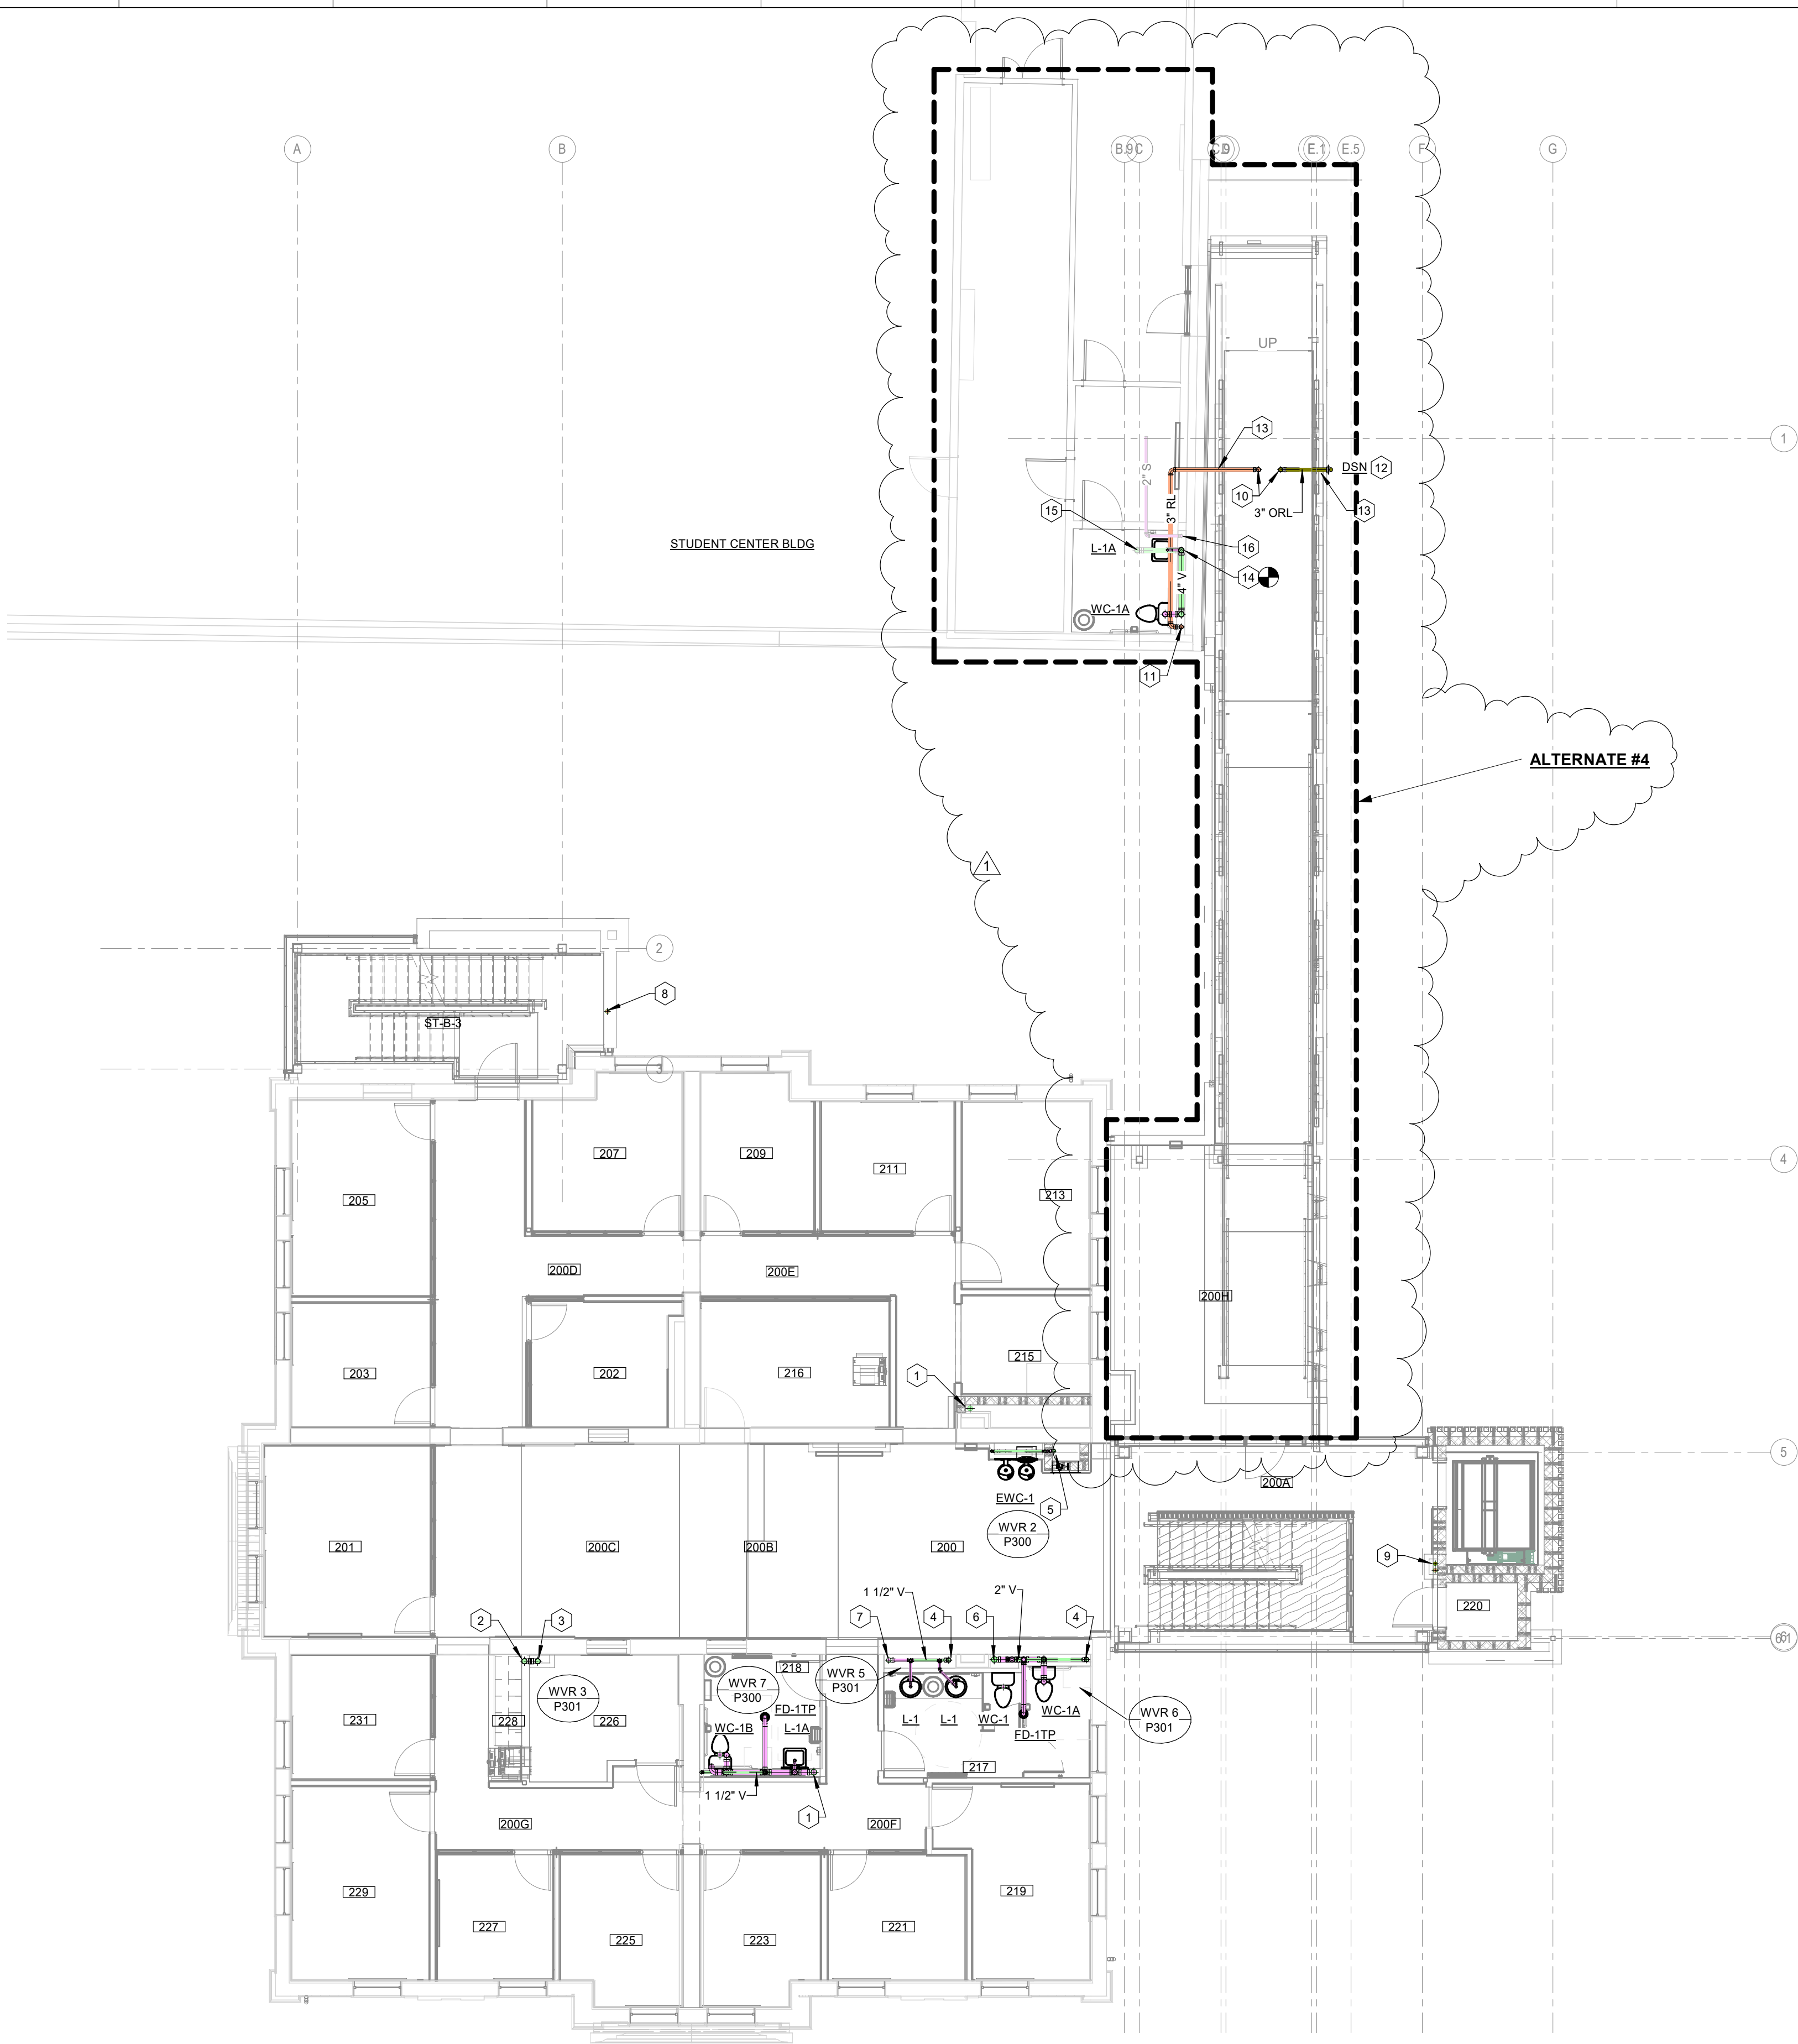 A
B
B.9
C
E.1
E.5
F
G
UP
1
13
DSN
12
10
13
3" ORL
2" S
3" RL
15
L-1A
16
14
4" V
STUDENT CENTER BLDG
WC-1A
11
ALTERNATE #4
1
2
8
ST-B-3
3
207
209
211
4
205
213
200D
200E
200H
215
203
202
216
1
5
200A
EWC-1
5
WVR 2
P300
201
200C
200B
200
9
1 1/2" V
2" V
220
2
3
7
4
6
4
218
WVR 5
P301
WVR 7
P300
WVR 3
P301
231
228
226
FD-1TP
WC-1B
L-1A
L-1
L-1
WC-1
WC-1A
FD-1TP
WVR 6
P301
217
1 1/2" V
1
200G
200F
229
219
227
225
223
221